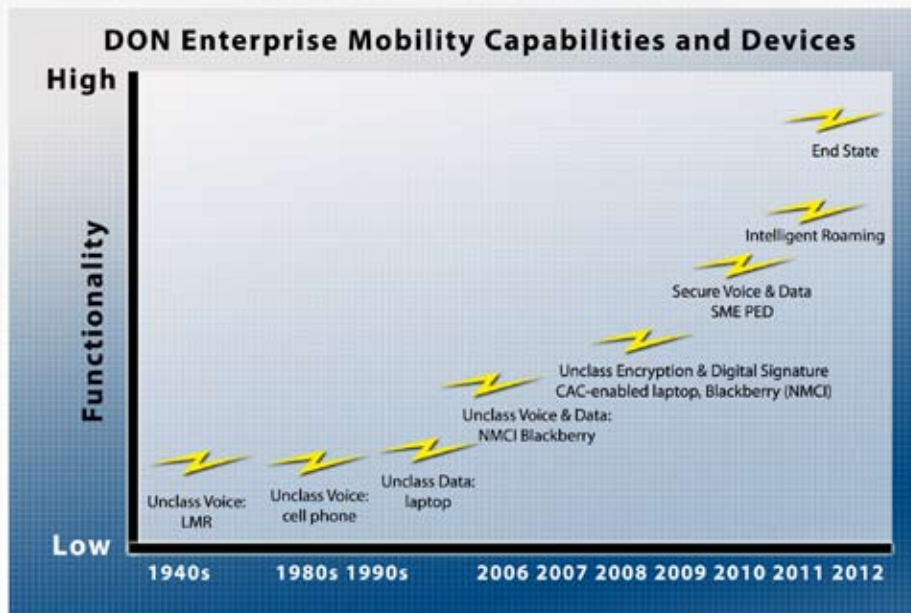 DON Enterprise Mobility Capabilities and Devices
High
End State
Intelligent Roaming
Functionality
Secure Voice & Data
SME PED
Unclass Encryption & Digital Signature
CAC-enabled laptop, Blackberry (NMCI)
Unclass Voice & Data:
NMCI Blackberry
Unclass Data:
laptop
Unclass Voice:
cell phone
Unclass Voice:
LMR
Low
1940s 1980s 1990s 2006 2007 2008 2009 2010 2011 2012